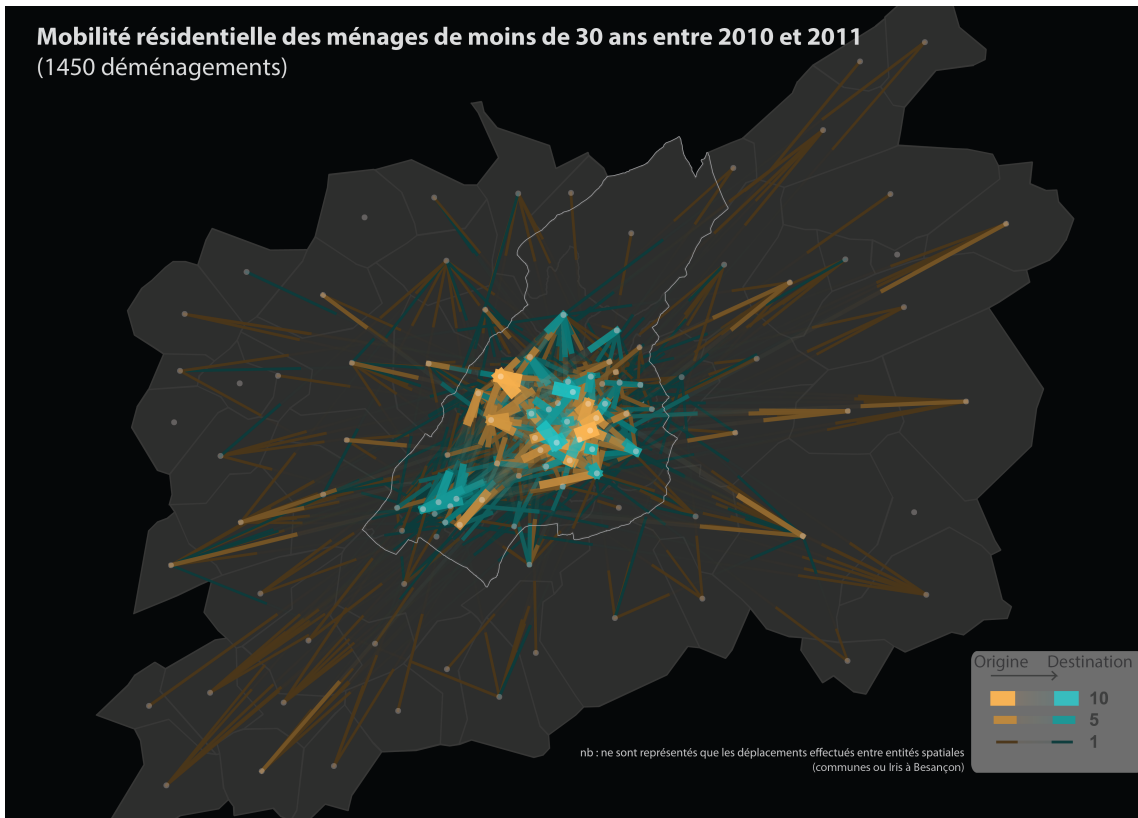 Mobilité résidentielle des ménages de moins de 30 ans entre 2010 et 2011
(1450 déménagements)
Origine Destination
10
5
1
nb : ne sont représentés que les déplacements effectués entre entités spatiales
(communes ou Iris à Besançon)